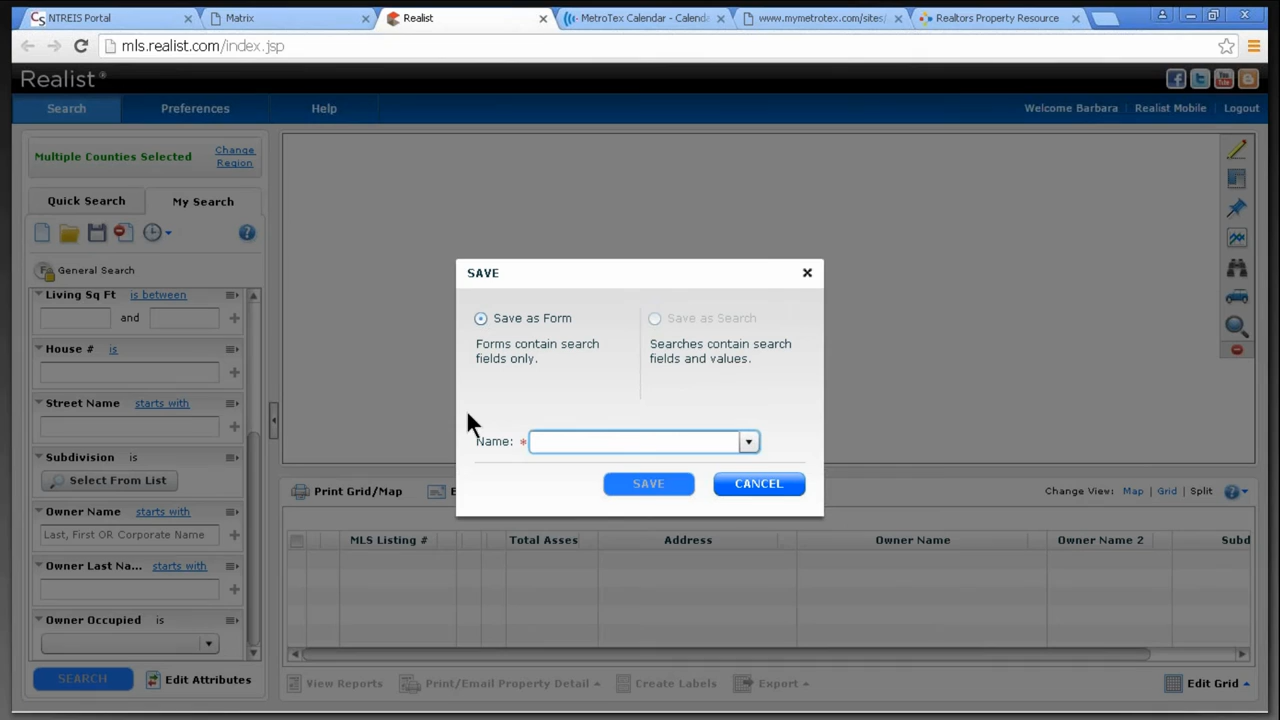 NTREIS Portal
Matrix
Realist
MetroTex Calendar - Calend
www.mymetrotex.com/sites/
Realtors Property Resource
mls.realist.com/index.jsp
Realist®
Search
Preferences
Help
Welcome Barbara
Realist Mobile
Logout
Multiple Counties Selected
Change
Region
Quick Search
My Search
General Search
Living Sq Ft is between
and
House # is
Street Name starts with
Subdivision is
Select From List
Owner Name starts with
Last, First OR Corporate Name
Owner Last Na... starts with
Owner Occupied is
SEARCH
Edit Attributes
SAVE
Save as Form
Forms contain search
fields only.
Save as Search
Searches contain search
fields and values.
Name: *
SAVE
CANCEL
Print Grid/Map
E
Change View: Map Grid Split
MLS Listing #
Total Asses
Address
Owner Name
Owner Name 2
Subd
View Reports
Print/Email Property Detail
Create Labels
Export
Edit Grid